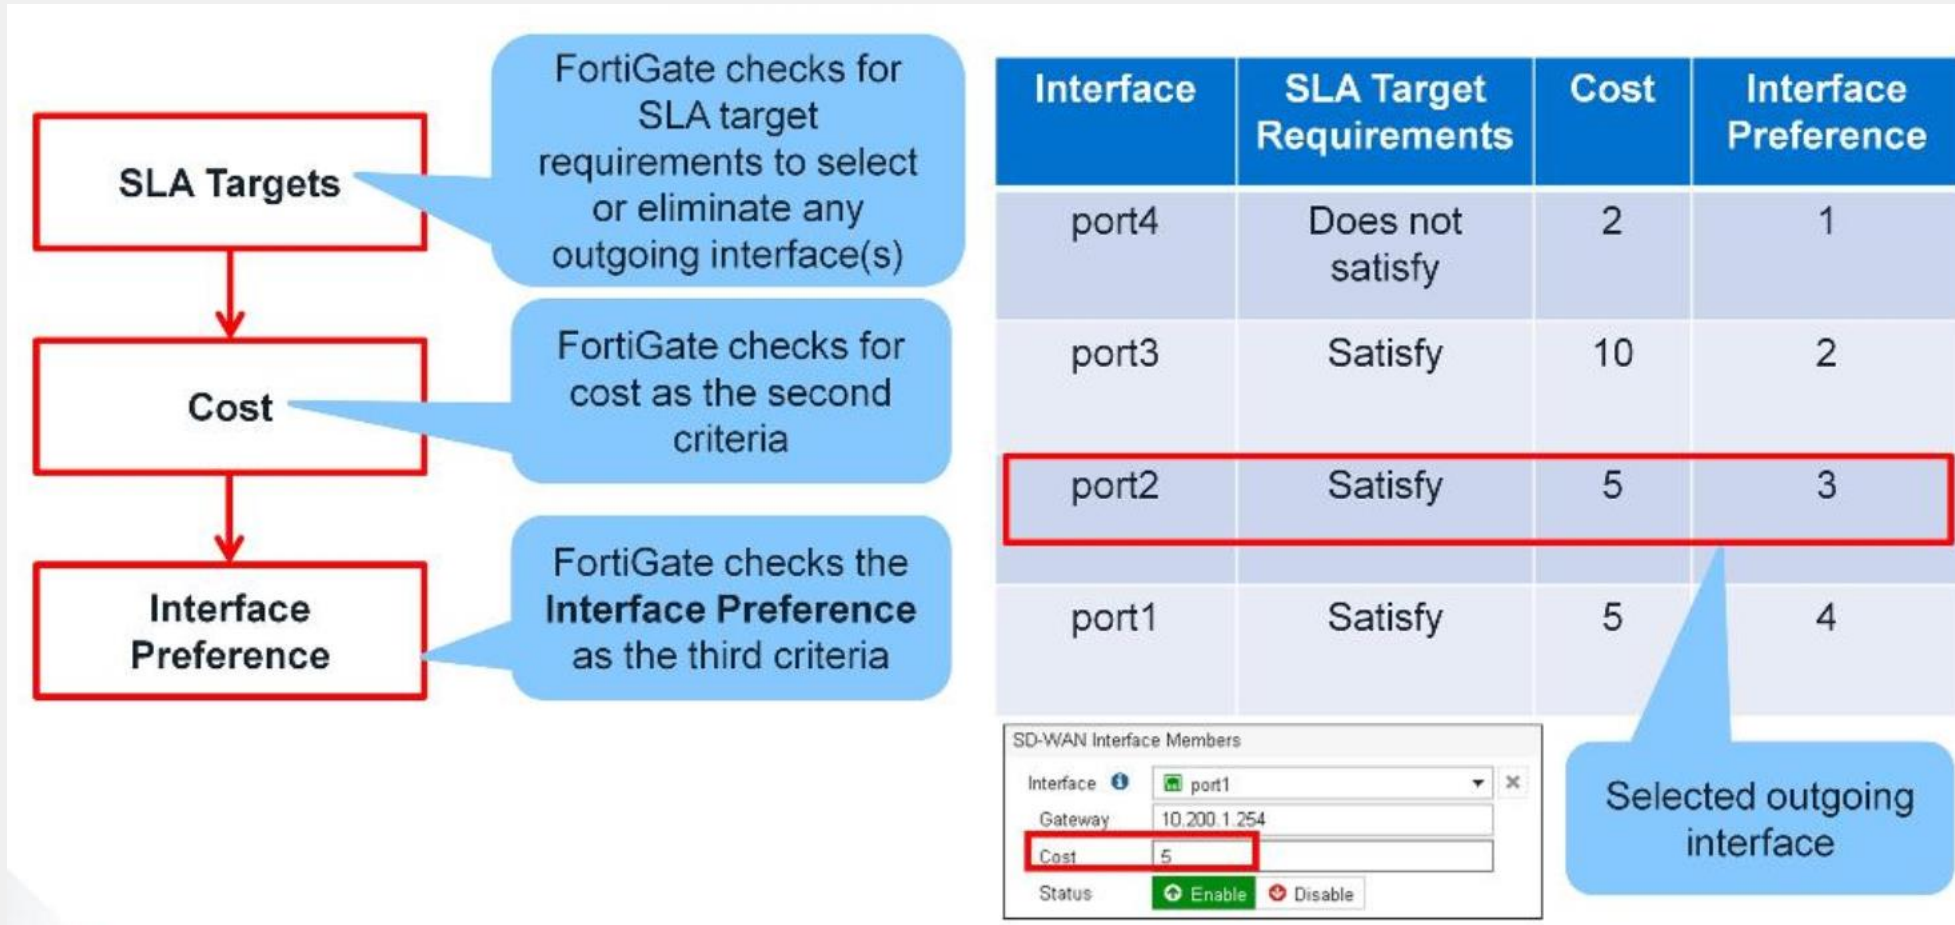 SLA Targets
FortiGate checks for
SLA target
requirements to select
or eliminate any
outgoing interface(s)
Cost
FortiGate checks for
cost as the second
criteria
Interface
Preference
FortiGate checks the
Interface Preference
as the third criteria
Interface SLA Target Requirements Cost Interface Preference
port4 Does not satisfy 2 1
port3 Satisfy 10 2
port2 Satisfy 5 3
port1 Satisfy 5 4
Selected outgoing
interface
SD-WAN Interface Members
Interface port1
Gateway 10.200.1.254
Cost 5
Status Enable Disable